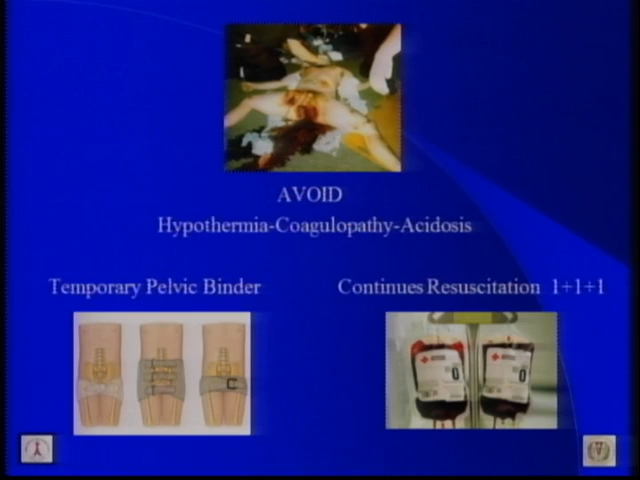 AVOID
Hypothermia-Coagulopathy-Acidosis
Temporary Pelvic Binder
Continues Resuscitation 1+1+1
O
O